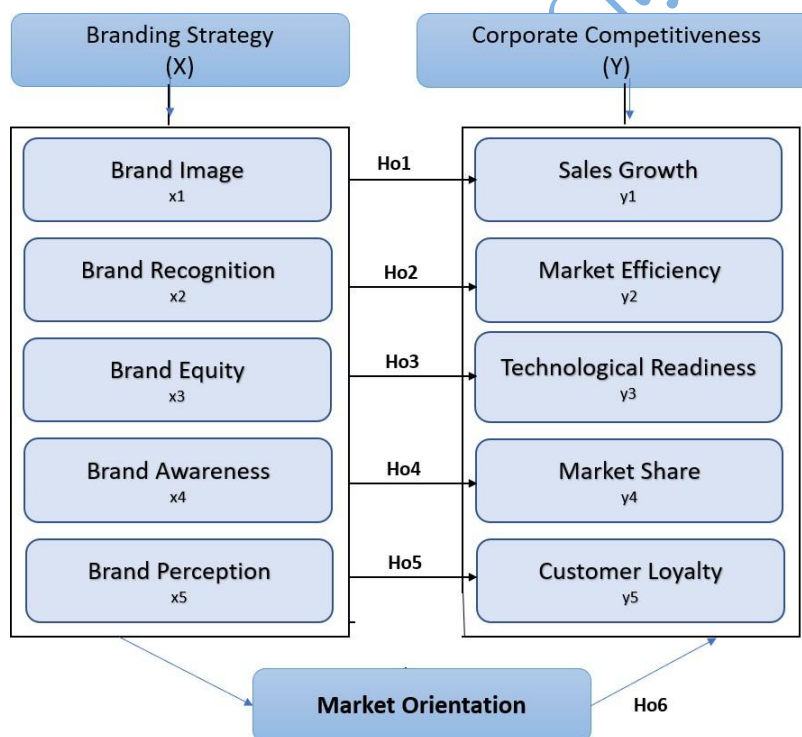 Branding Strategy
(X)
Corporate Competitiveness
(Y)
Brand Image
x1
Ho1
Sales Growth
y1
Brand Recognition
x2
Ho2
Market Efficiency
y2
Brand Equity
x3
Ho3
Technological Readiness
y3
Brand Awareness
x4
Ho4
Market Share
y4
Brand Perception
x5
Ho5
Customer Loyalty
y5
Market Orientation
Ho6